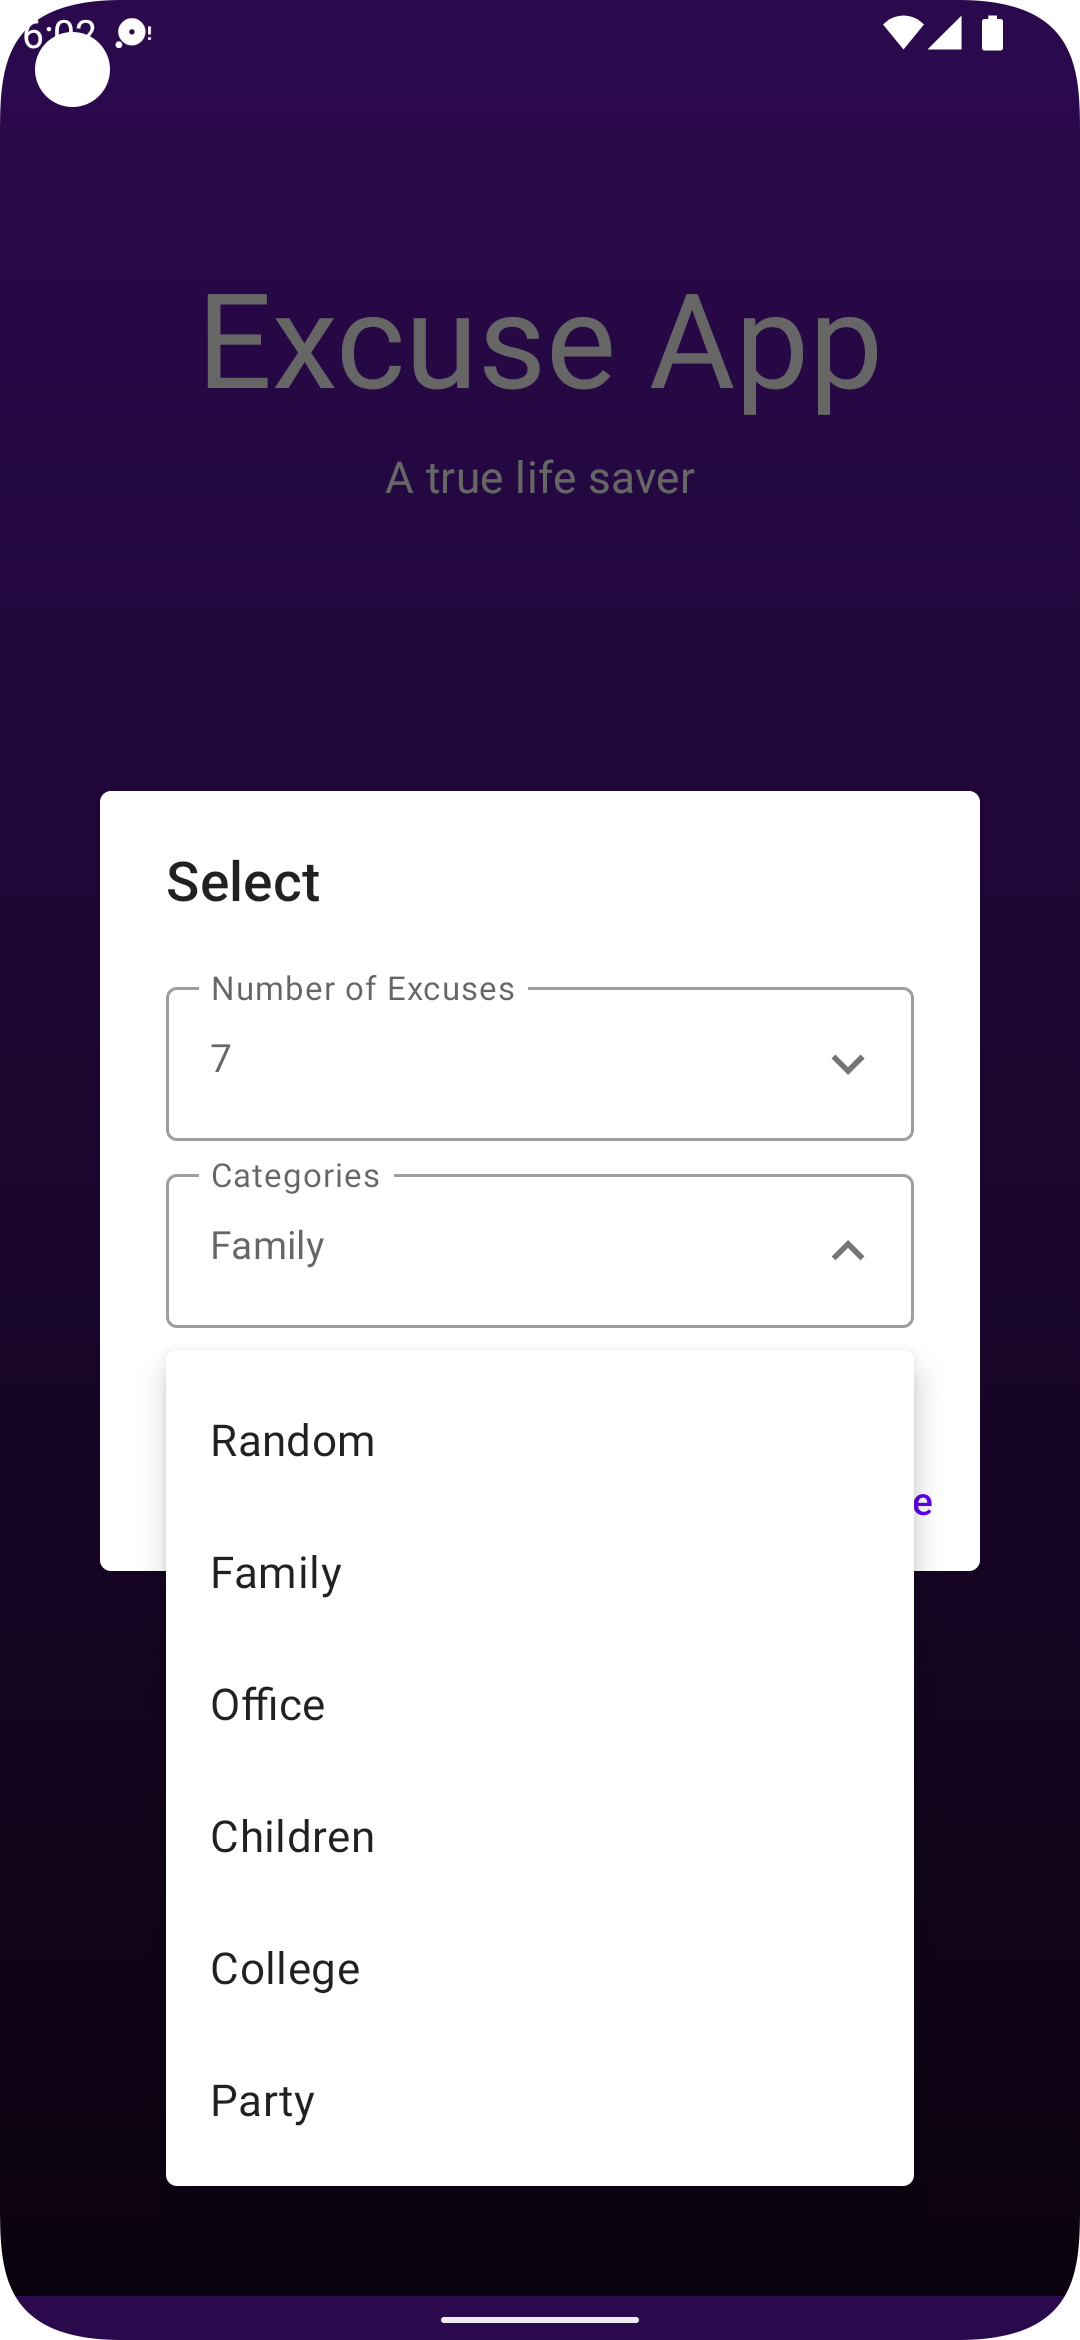 6:02
Excuse App
A true life saver
Select
Number of Excuses
7
Categories
Family
Random
Family
Office
Children
College
Party